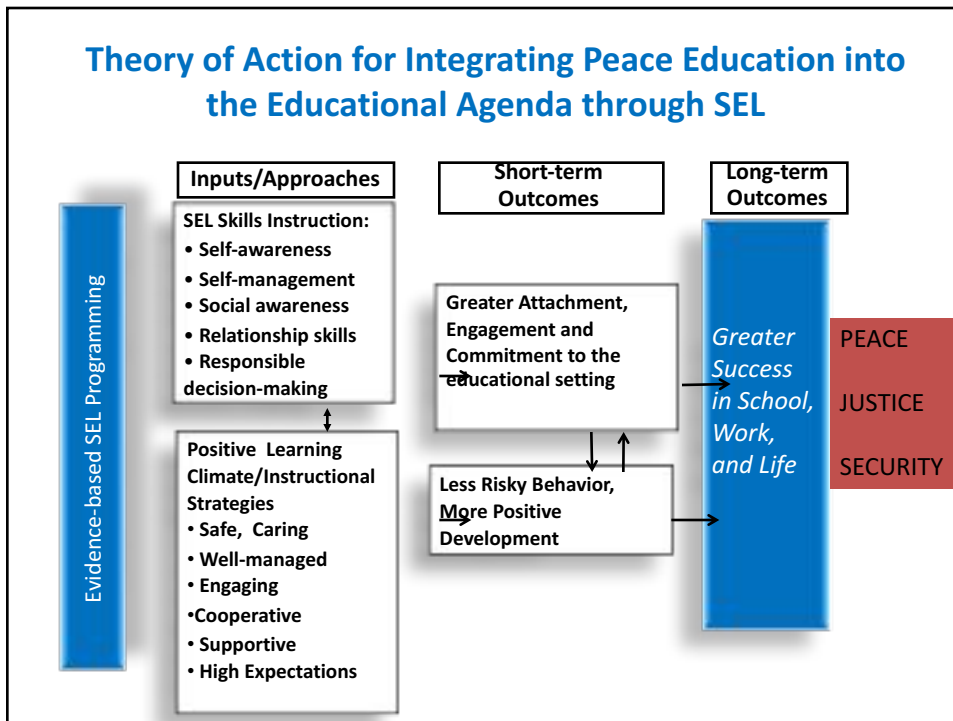 Theory of Action for Integrating Peace Education into
the Educational Agenda through SEL
Evidence-based SEL Programming
Inputs/Approaches
SEL Skills Instruction:
• Self-awareness
• Self-management
• Social awareness
• Relationship skills
• Responsible
decision-making
Positive Learning
Climate/Instructional
Strategies
• Safe, Caring
• Well-managed
• Engaging
•Cooperative
• Supportive
• High Expectations
Short-term
Outcomes
Greater Attachment,
Engagement and
Commitment to the
educational setting
Less Risky Behavior,
More Positive
Development
Long-term
Outcomes
Greater
Success
in School,
Work,
and Life
PEACE
JUSTICE
SECURITY